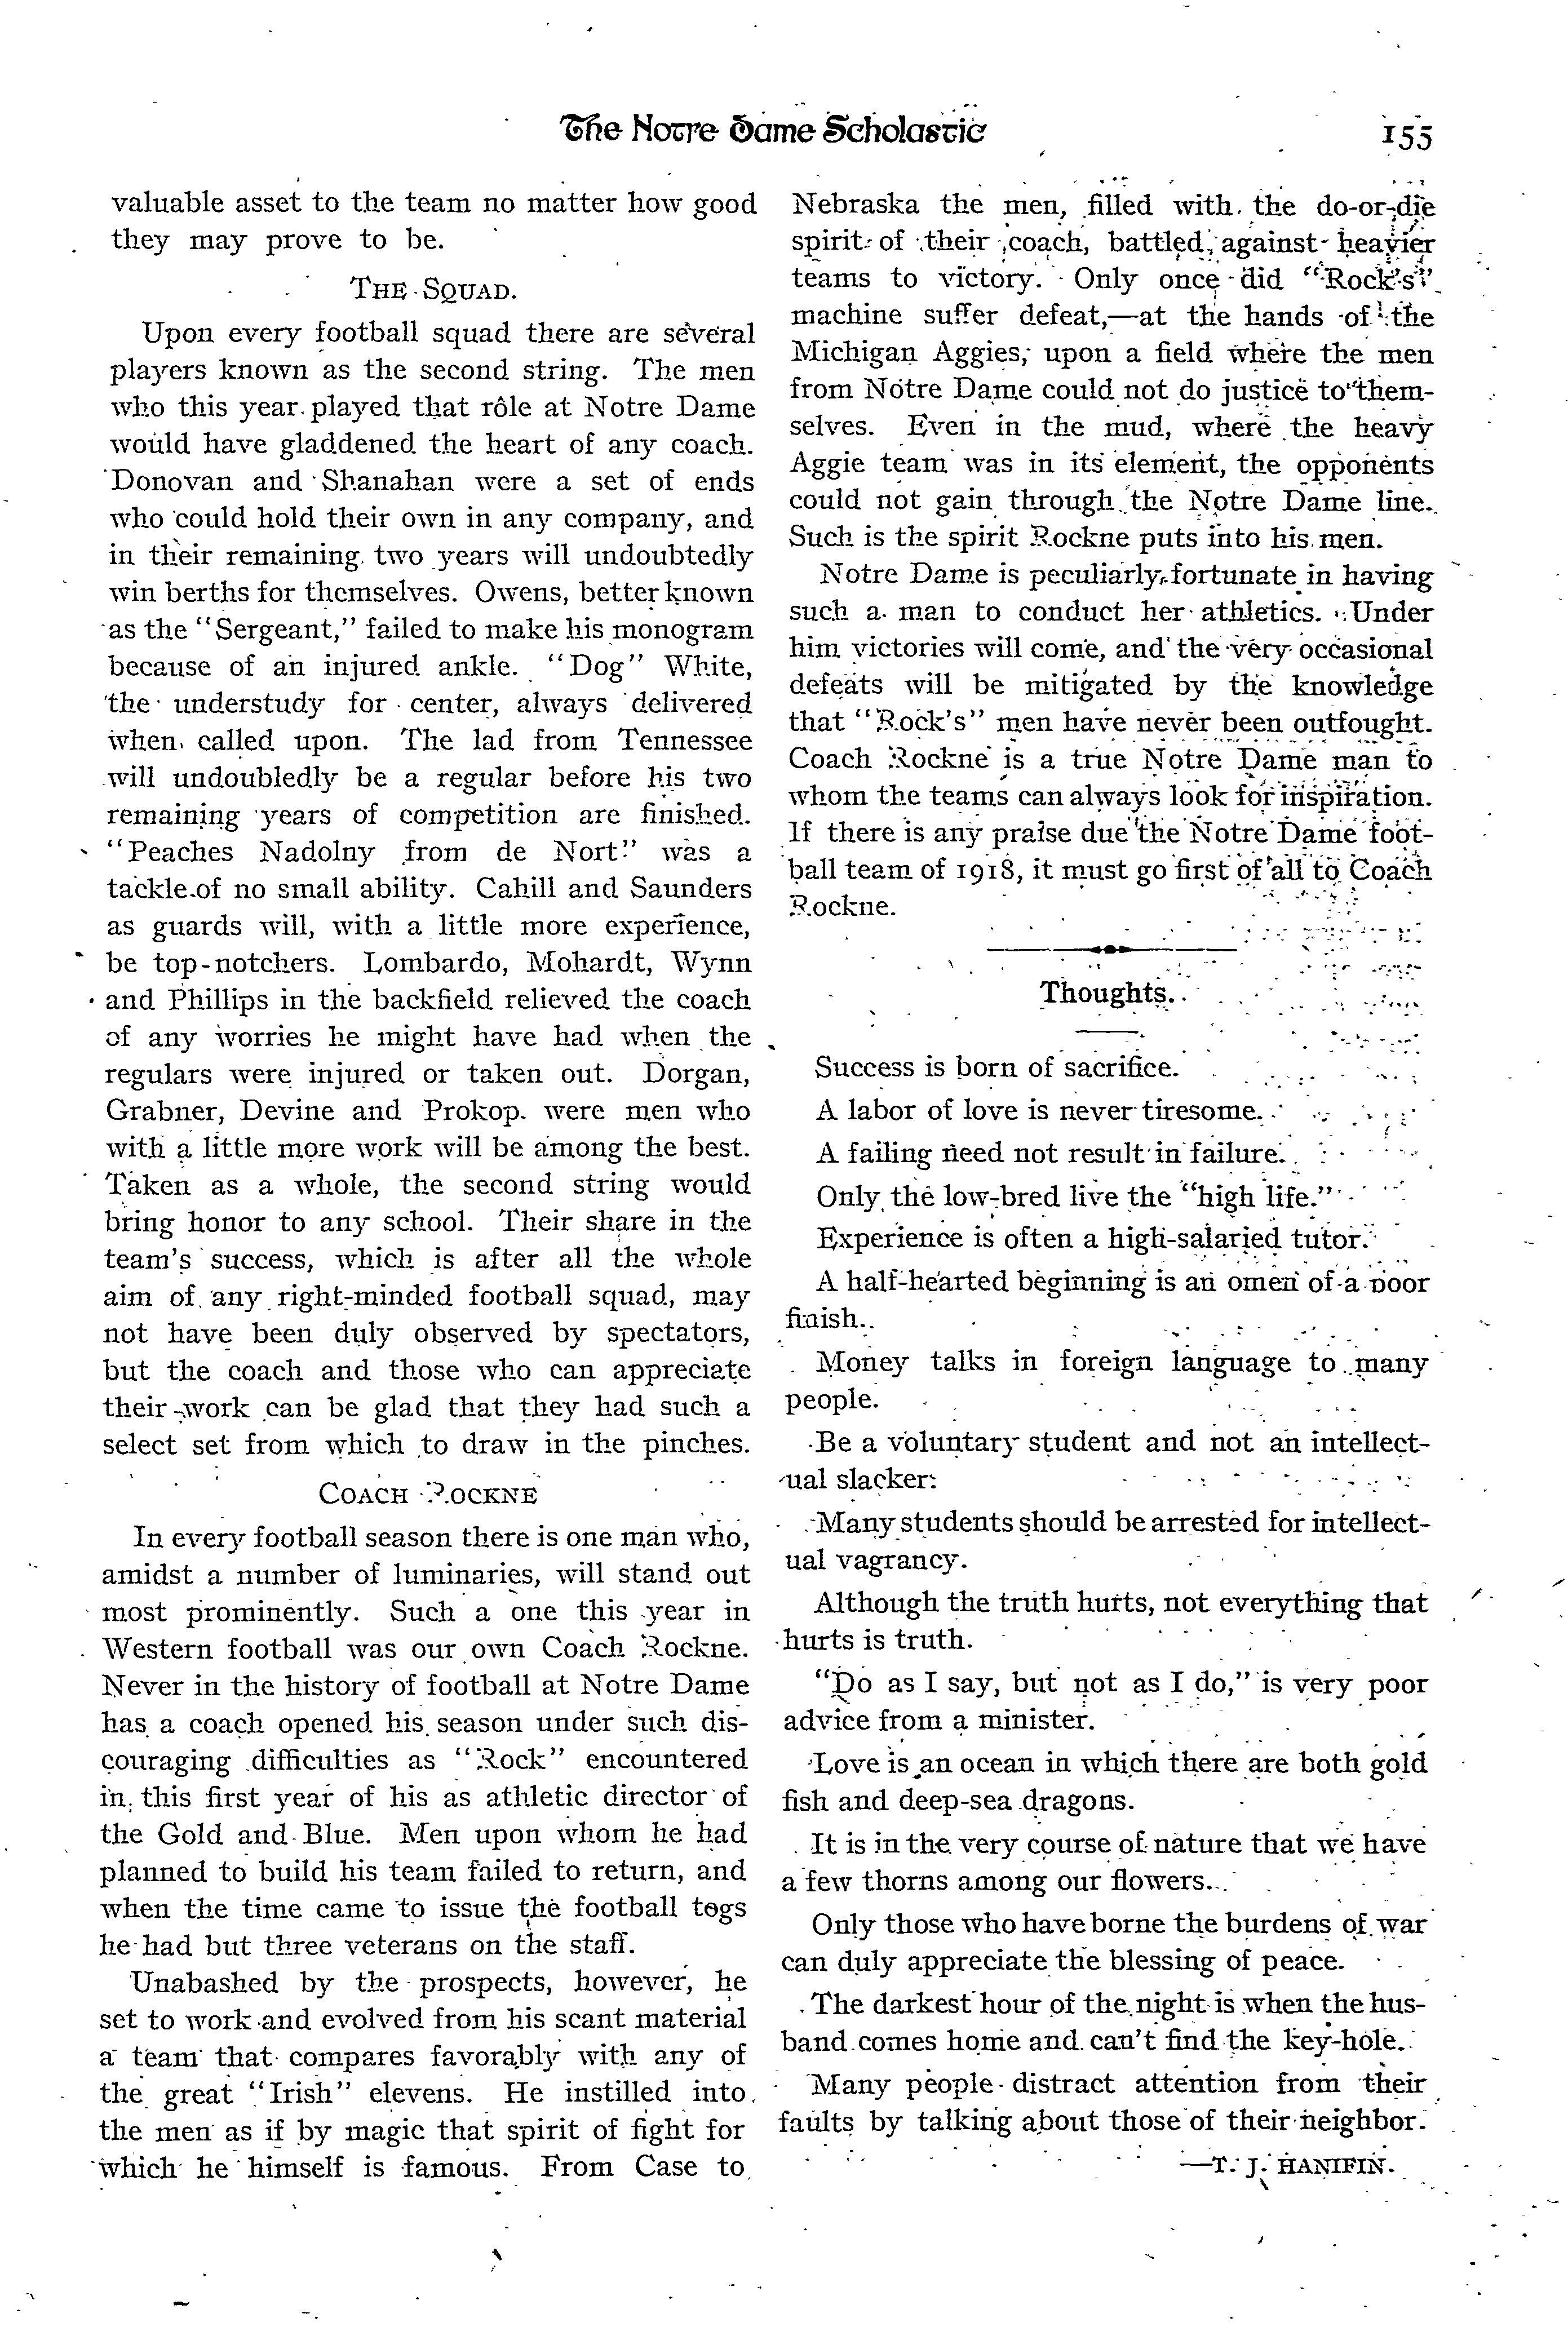 The Notre Dame Scholastic
155
valuable asset to the team no matter how good
they may prove to be.
THE SQUAD.
Upon every football squad there are several
players known as the second string. The men
who this year played that rôle at Notre Dame
would have gladdened the heart of any coach.
Donovan and Shanahan were a set of ends
who could hold their own in any company, and
in their remaining two years will undoubtedly
win berths for themselves. Owens, better known
as the "Sergeant," failed to make his monogram
because of an injured ankle. "Dog" White,
the understudy for center, always delivered
when called upon. The lad from Tennessee
will undoubledly be a regular before his two
remaining years of competition are finished.
"Peaches Nadolny from de Nort" was a
tackle of no small ability. Cahill and Saunders
as guards will, with a little more experience,
be top-notchers. Lombardo, Mohardt, Wynn
and Phillips in the backfield relieved the coach
of any worries he might have had when the
regulars were injured or taken out. Dorgan,
Grabner, Devine and Prokop were men who
with a little more work will be among the best.
Taken as a whole, the second string would
bring honor to any school. Their share in the
team's success, which is after all the whole
aim of any right-minded football squad, may
not have been duly observed by spectators,
but the coach and those who can appreciate
their work can be glad that they had such a
select set from which to draw in the pinches.
COACH ROCKNE
In every football season there is one man who,
amidst a number of luminaries, will stand out
most prominently. Such a one this year in
Western football was our own Coach Rockne.
Never in the history of football at Notre Dame
has a coach opened his season under such dis-
couraging difficulties as "Rock" encountered
in this first year of his as athletic director of
the Gold and Blue. Men upon whom he had
planned to build his team failed to return, and
when the time came to issue the football togs
he had but three veterans on the staff.
Unabashed by the prospects, however, he
set to work and evolved from his scant material
a team that compares favorably with any of
the great "Irish" elevens. He instilled into
the men as if by magic that spirit of fight for
which he himself is famous. From Case to
Nebraska the men, filled with the do-or-die
spirit of their coach, battled against heavier
teams to victory. Only once did "Rock's"
machine suffer defeat,—at the hands of the
Michigan Aggies, upon a field where the men
from Notre Dame could not do justice to them-
selves. Even in the mud, where the heavy
Aggie team was in its element, the opponents
could not gain through the Notre Dame line.
Such is the spirit Rockne puts into his men.
Notre Dame is peculiarly fortunate in having
such a man to conduct her athletics. Under
him victories will come, and the very occasional
defeats will be mitigated by the knowledge
that "Rock's" men have never been outfought.
Coach Rockne is a true Notre Dame man to
whom the teams can always look for inspiration.
If there is any praise due the Notre Dame foot-
ball team of 1918, it must go first of all to Coach
Rockne.
Thoughts.
Success is born of sacrifice.
A labor of love is never tiresome.
A failing need not result in failure.
Only the low-bred live the "high life."
Experience is often a high-salaried tutor.
A half-hearted beginning is an omen of a poor
finish.
Money talks in foreign language to many
people.
Be a voluntary student and not an intellect-
ual slacker.
Many students should be arrested for intellect-
ual vagrancy.
Although the truth hurts, not everything that
hurts is truth.
"Do as I say, but not as I do," is very poor
advice from a minister.
Love is an ocean in which there are both gold
fish and deep-sea dragons.
It is in the very course of nature that we have
a few thorns among our flowers.
Only those who have borne the burdens of war
can duly appreciate the blessing of peace.
The darkest hour of the night is when the hus-
band comes home and can't find the key-hole.
Many people distract attention from their
faults by talking about those of their neighbor.
—T. J. HANIFIN.